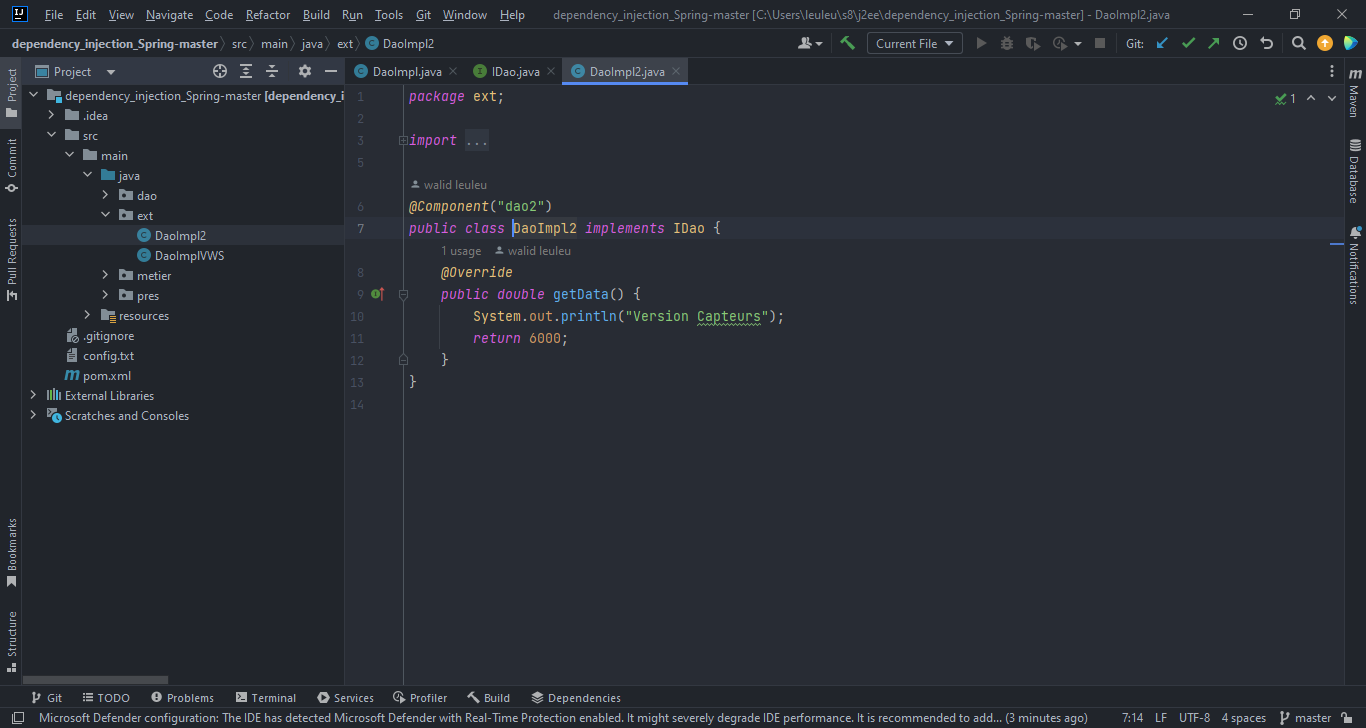 File Edit View Navigate Code Refactor Build Run Tools Git Window Help dependency_injection_Spring-master [C:\Users\leuleu\s8\j2ee\dependency_injection_Spring-master] - DaoImpl2.java
dependency_injection_Spring-master src main java ext DaoImpl2 Current File Git:
Project
DaoImpl.java IDao.java DaoImpl2.java
dependency_injection_Spring-master [dependency_i
.idea
src
main
java
dao
ext
DaoImpl2
DaoImplVWS
metier
pres
resources
.gitignore
config.txt
pom.xml
External Libraries
Scratches and Consoles
1 package ext;
2
3 import ...
5
walid leuleu
6 @Component("dao2")
7 public class DaoImpl2 implements IDao {
1 usage walid leuleu
8 @Override
9 public double getData() {
10 System.out.println("Version Capteurs");
11 return 6000;
12 }
13 }
14
1
Project
Commit
Pull Requests
Bookmarks
Structure
m Maven
Database
Notifications
Git TODO Problems Terminal Services Profiler Build Dependencies
Microsoft Defender configuration: The IDE has detected Microsoft Defender with Real-Time Protection enabled. It might severely degrade IDE performance. It is recommended to add... (3 minutes ago) 7:14 LF UTF-8 4 spaces master